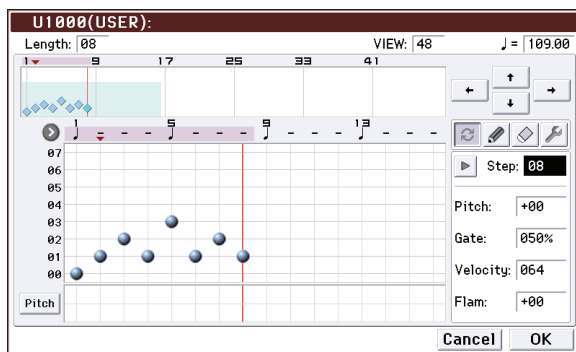 U1000(USER):
Length: 08 VIEW: 48 ♩= 109.00
1 9 17 25 33 41
1 5 9 13
Step: 08
07
06
05
04
03
02
01
00
Pitch: +00
Gate: 050%
Velocity: 064
Flam: +00
Pitch
Cancel OK